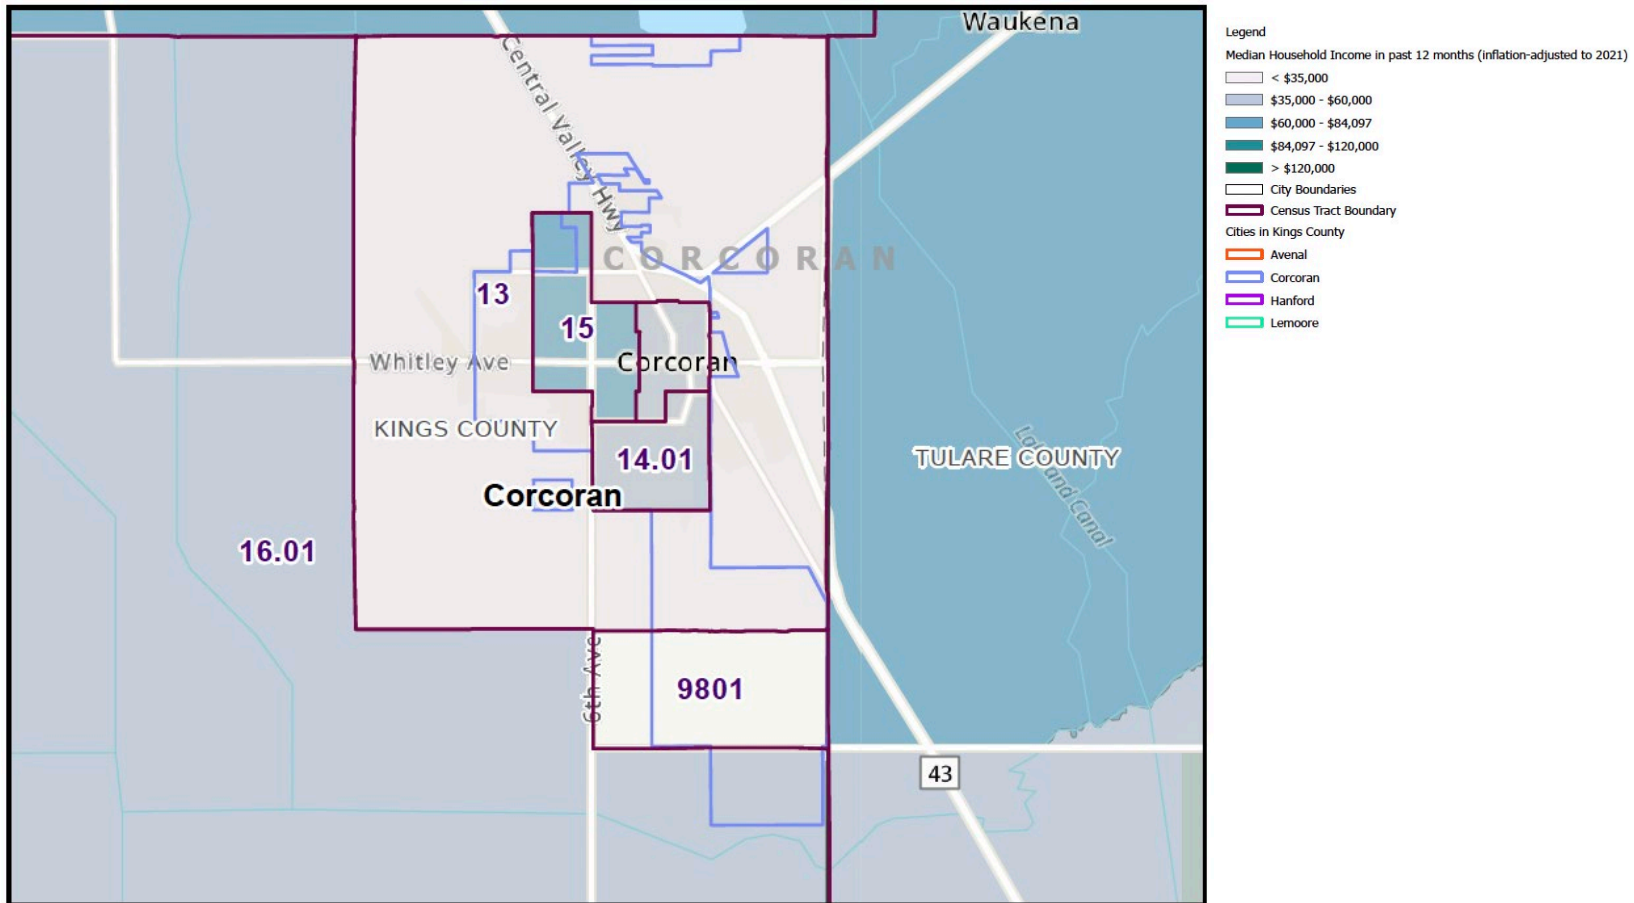 Waukena
Central Valley Hwy
CORCORAN
13
15
Whitley Ave
Corcoran
KINGS COUNTY
14.01
TULARE COUNTY
Corcoran
Lakeland Canal
16.01
6th Ave
9801
43
Legend
Median Household Income in past 12 months (inflation-adjusted to 2021)
< $35,000
$35,000 - $60,000
$60,000 - $84,097
$84,097 - $120,000
> $120,000
City Boundaries
Census Tract Boundary
Cities in Kings County
Avenal
Corcoran
Hanford
Lemoore